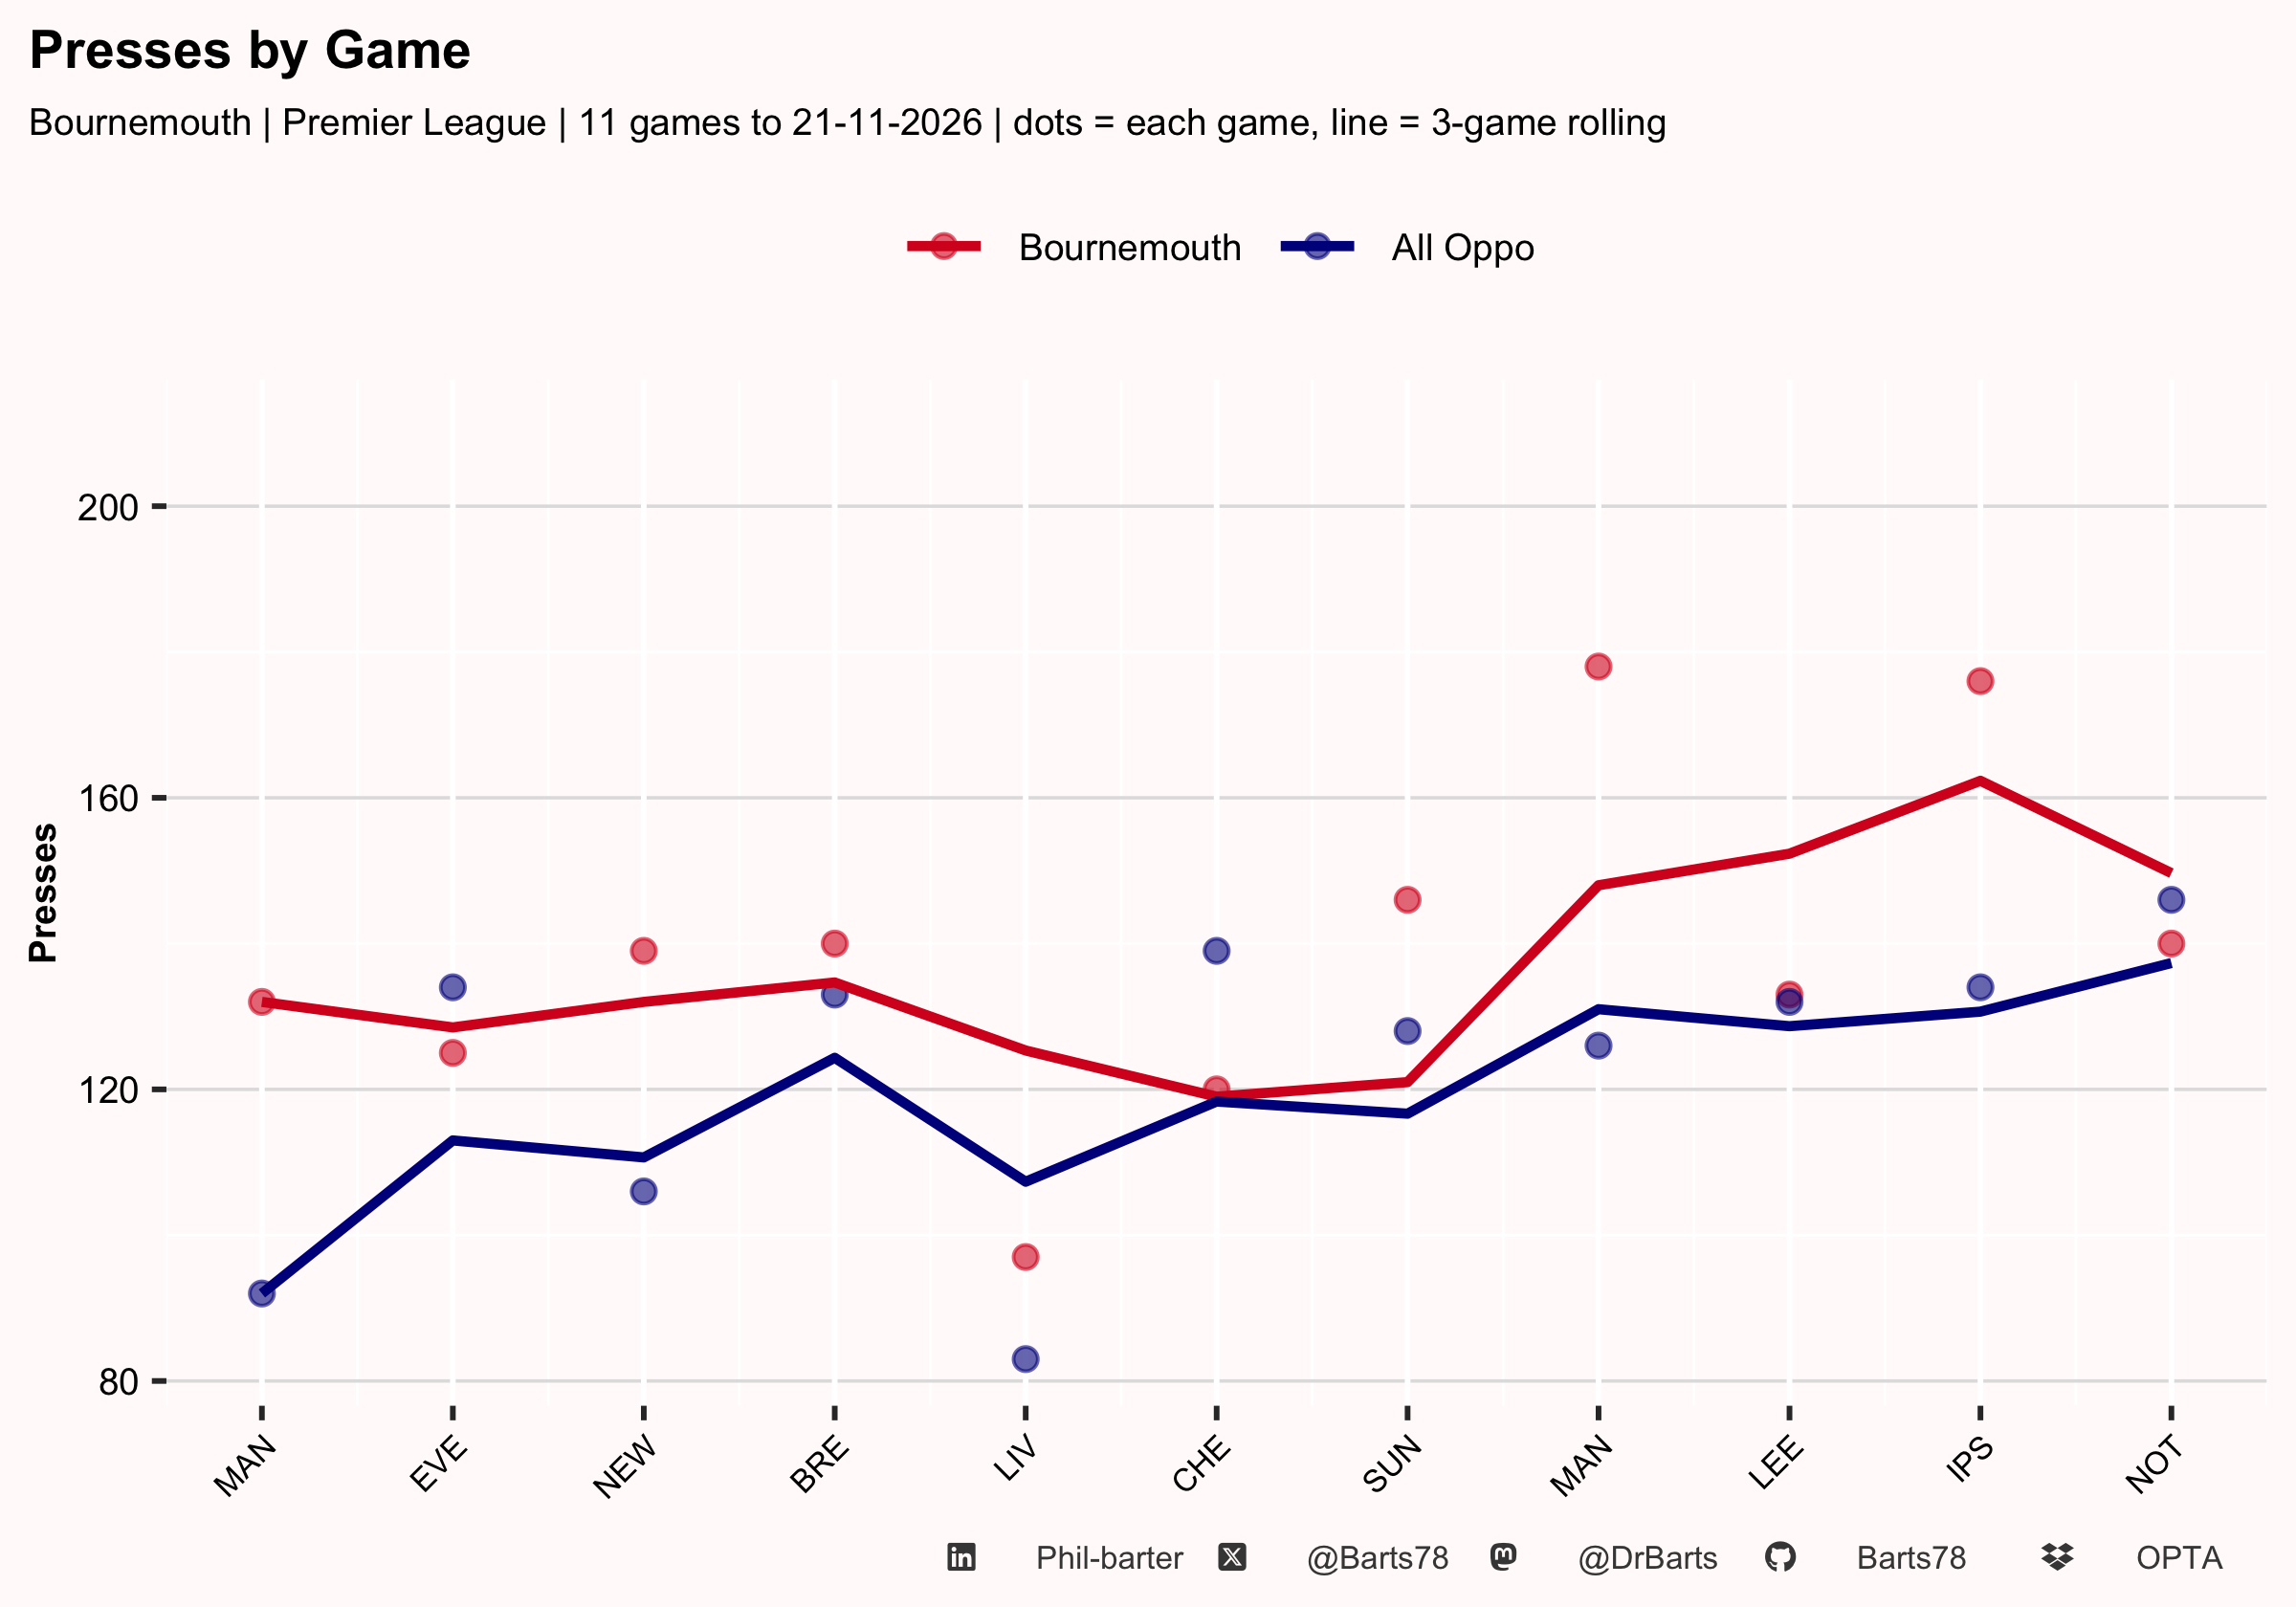 Presses by Game
Bournemouth | Premier League | 11 games to 21-11-2026 | dots = each game, line = 3-game rolling
Bournemouth All Oppo
Presses
200
160
120
80
MAN EVE NEW BRE LIV CHE SUN MAN LEE IPS NOT
Phil-barter @Barts78 @DrBarts Barts78 OPTA